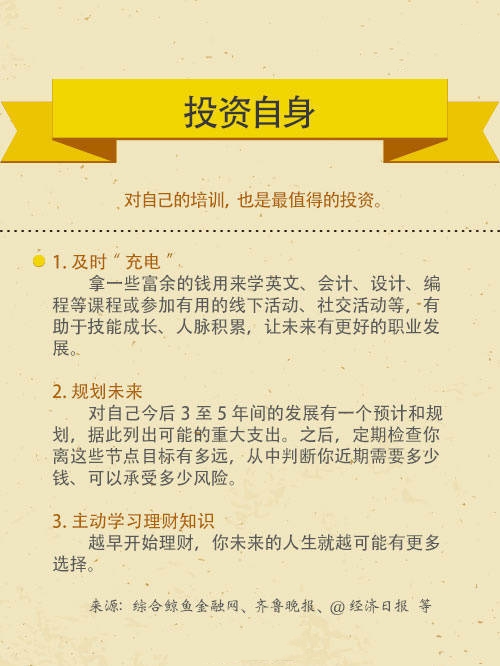 投资自身
对自己的培训，也是最值得的投资。
1. 及时 " 充电 "
拿一些富余的钱用来学英文、会计、设计、编
程等课程或参加有用的线下活动、社交活动等，有
助于技能成长、人脉积累，让未来有更好的职业发
展。
2. 规划未来
对自己今后 3 至 5 年间的发展有一个预计和规
划，据此列出可能的重大支出。之后，定期检查你
离这些节点目标有多远，从中判断你近期需要多少
钱、可以承受多少风险。
3. 主动学习理财知识
越早开始理财，你未来的人生就越可能有更多
选择。
来源：综合鲸鱼金融网、齐鲁晚报、@ 经济日报 等